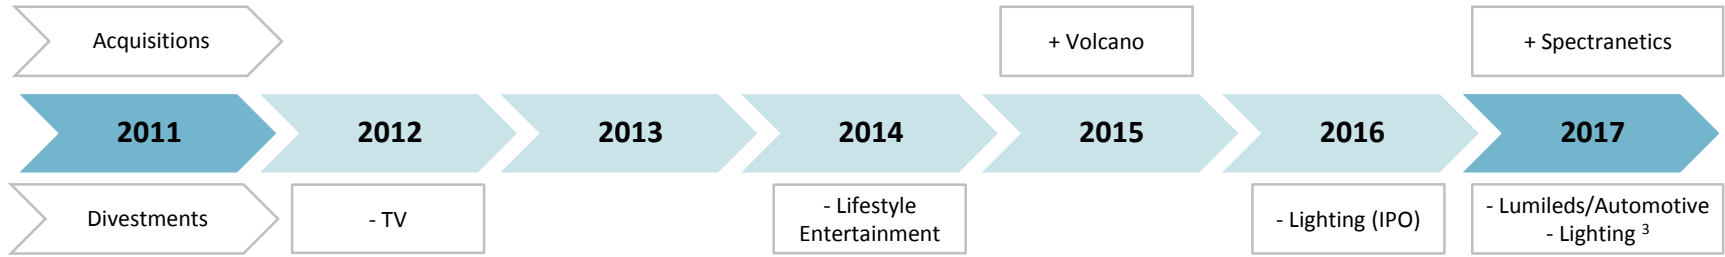 Acquisitions
+ Volcano
+ Spectranetics
2011
2012
2013
2014
2015
2016
2017
Divestments
- TV
- Lifestyle
Entertainment
- Lighting (IPO)
- Lumileds/Automotive
- Lighting ³